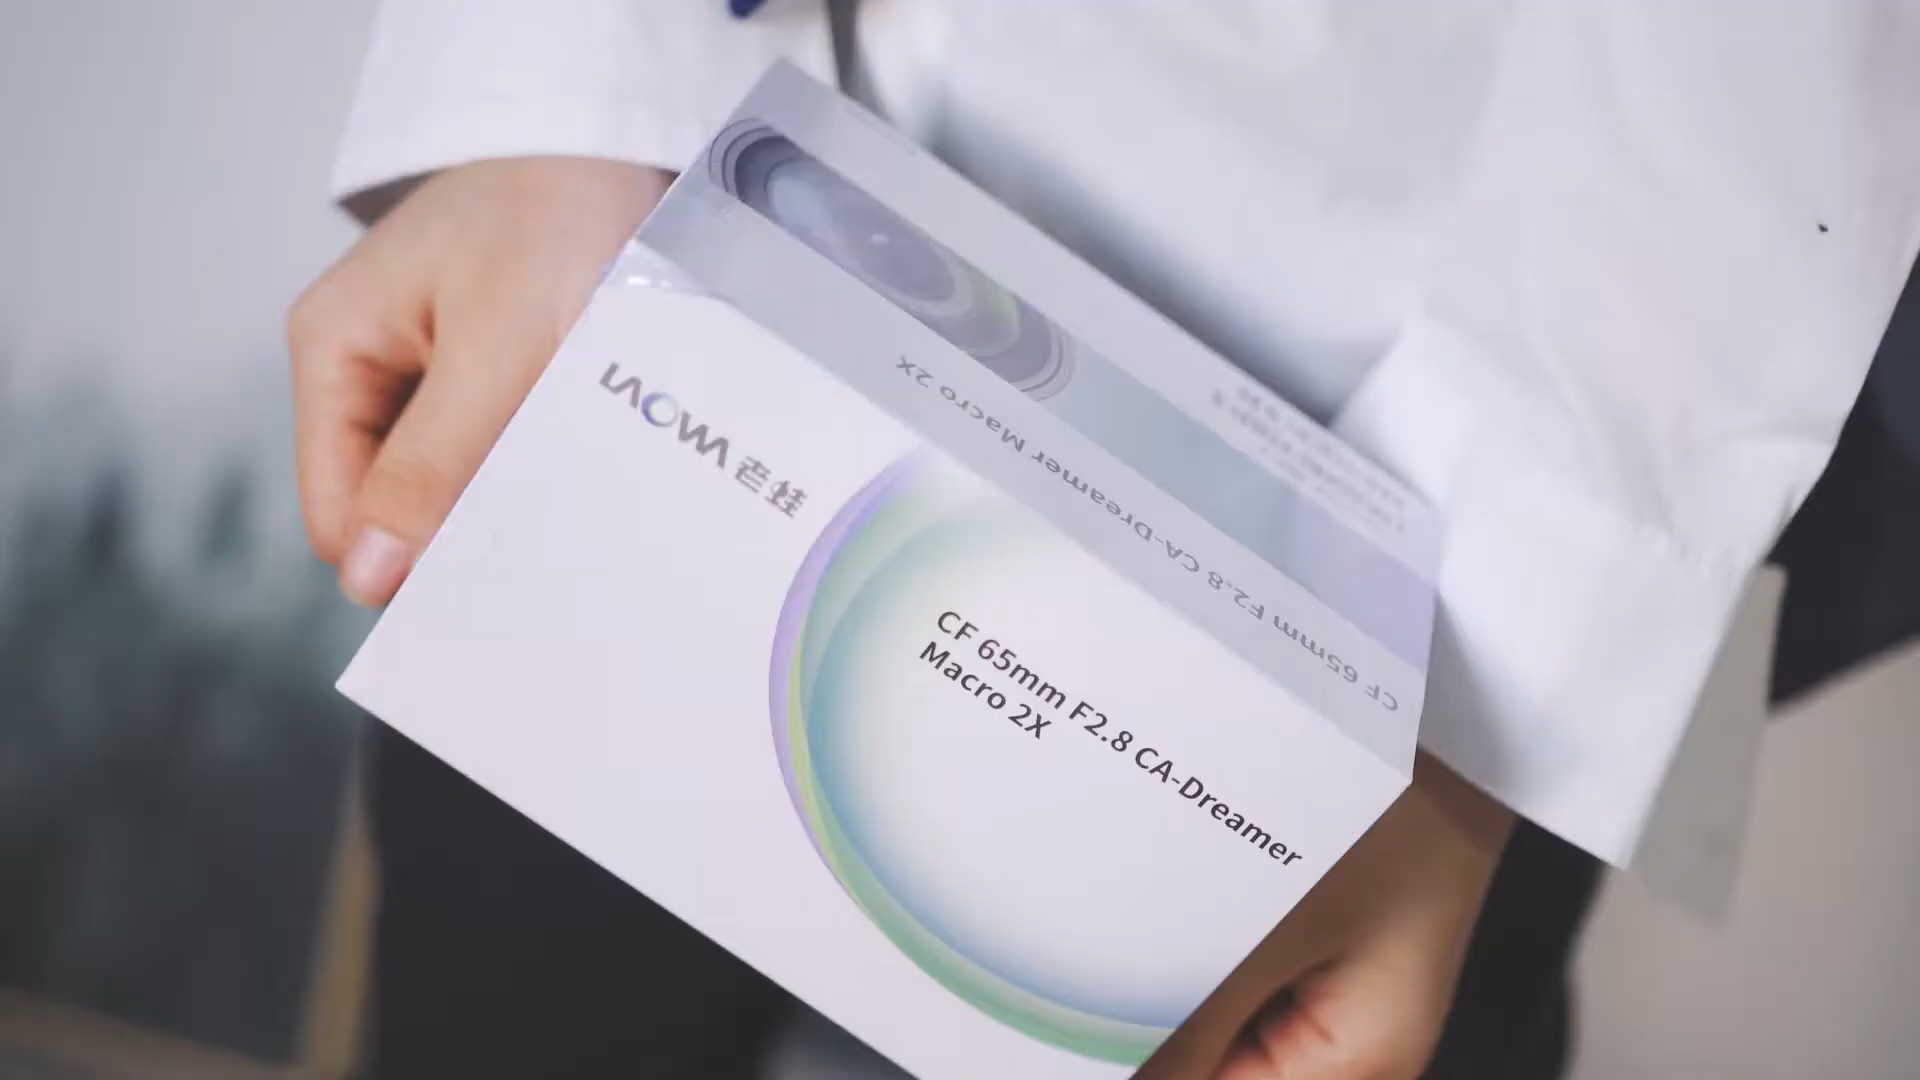 LAOWA 老蛙
CF 65mm F2.8 CA-Dreamer
Macro 2X
CF 65mm F2.8 CA-Dreamer Macro 2X